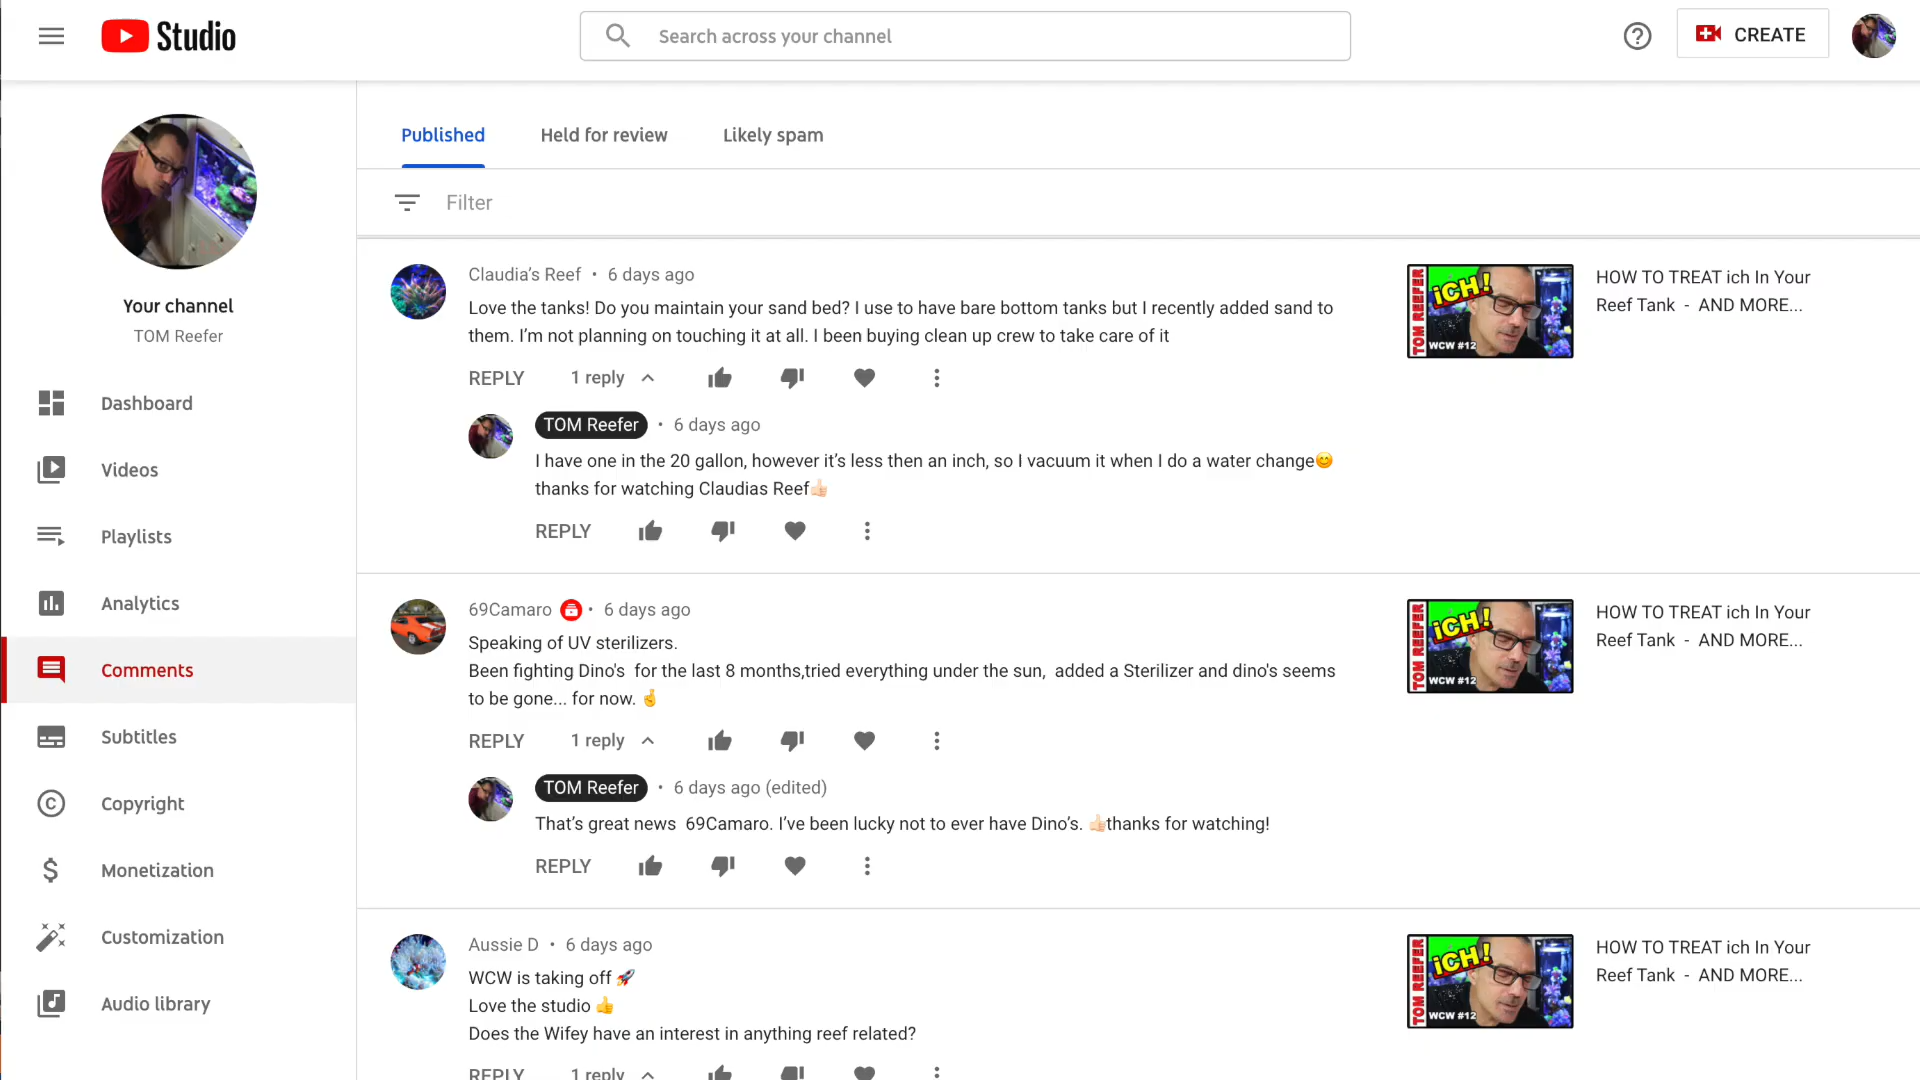 Studio
Search across your channel
CREATE
Your channel
TOM Reefer
Dashboard
Videos
Playlists
Analytics
Comments
Subtitles
Copyright
Monetization
Customization
Audio library
Published
Held for review
Likely spam
Filter
Claudia's Reef • 6 days ago
Love the tanks! Do you maintain your sand bed? I use to have bare bottom tanks but I recently added sand to
them. I'm not planning on touching it at all. I been buying clean up crew to take care of it
REPLY 1 reply
TOM Reefer • 6 days ago
I have one in the 20 gallon, however it's less then an inch, so I vacuum it when I do a water change😊
thanks for watching Claudias Reef👍🏻
REPLY
TOM REEFER
iCH!
WCW #12
HOW TO TREAT ich In Your
Reef Tank - AND MORE...
69Camaro • 6 days ago
Speaking of UV sterilizers.
Been fighting Dino's for the last 8 months,tried everything under the sun, added a Sterilizer and dino's seems
to be gone... for now. 🤞
REPLY 1 reply
TOM Reefer • 6 days ago (edited)
That's great news 69Camaro. I've been lucky not to ever have Dino's. 👍🏻thanks for watching!
REPLY
TOM REEFER
iCH!
WCW #12
HOW TO TREAT ich In Your
Reef Tank - AND MORE...
Aussie D • 6 days ago
WCW is taking off 🚀
Love the studio 👍
Does the Wifey have an interest in anything reef related?
REPLY 1 reply
TOM REEFER
iCH!
WCW #12
HOW TO TREAT ich In Your
Reef Tank - AND MORE...